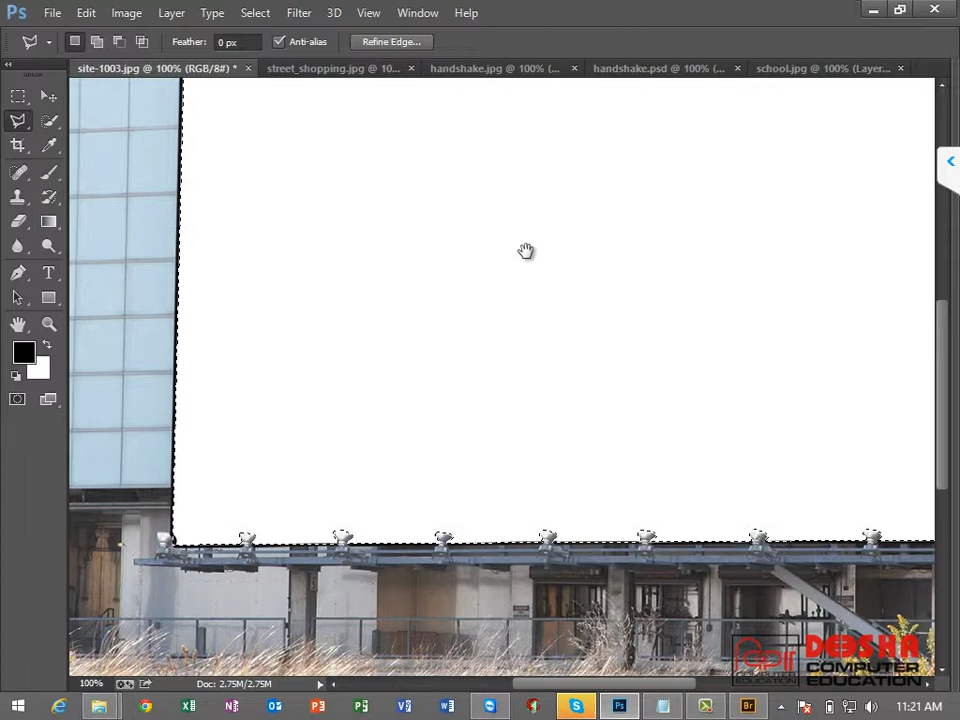 Ps File Edit Image Layer Type Select Filter 3D View Window Help
Feather: 0 px Anti-alias Refine Edge...
site-1003.jpg @ 100% (RGB/8#) * × street_shopping.jpg @ 10... × handshake.jpg @ 100% (... × handshake.psd @ 100% (... × school.jpg @ 100% (Layer... ×
DEESHA
COMPUTER
EDUCATION
100% Doc: 2.75M/2.75M
Ps Br 11:21 AM